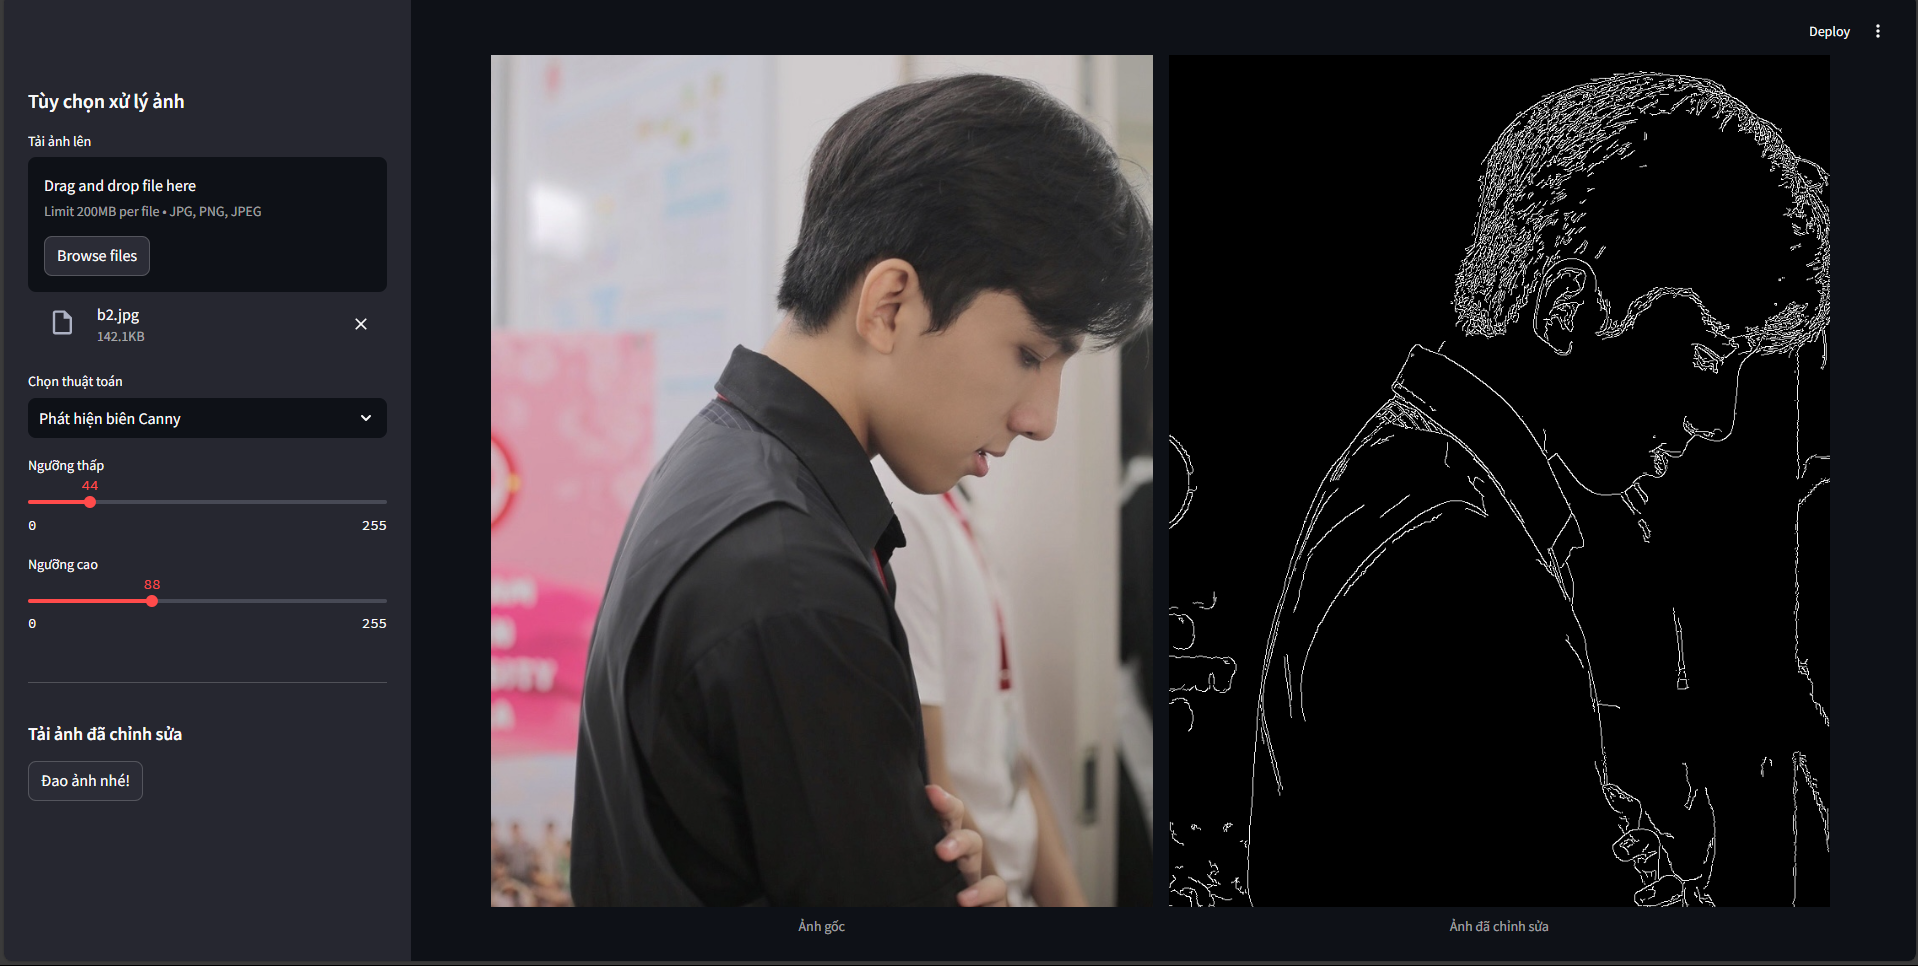 Deploy
Tùy chọn xử lý ảnh
Tải ảnh lên
Drag and drop file here
Limit 200MB per file • JPG, PNG, JPEG
Browse files
b2.jpg
142.1KB
Chọn thuật toán
Phát hiện biên Canny
Ngưỡng thấp
44
0 255
Ngưỡng cao
88
0 255
Tải ảnh đã chỉnh sửa
Đao ảnh nhé!
Ảnh gốc
Ảnh đã chỉnh sửa